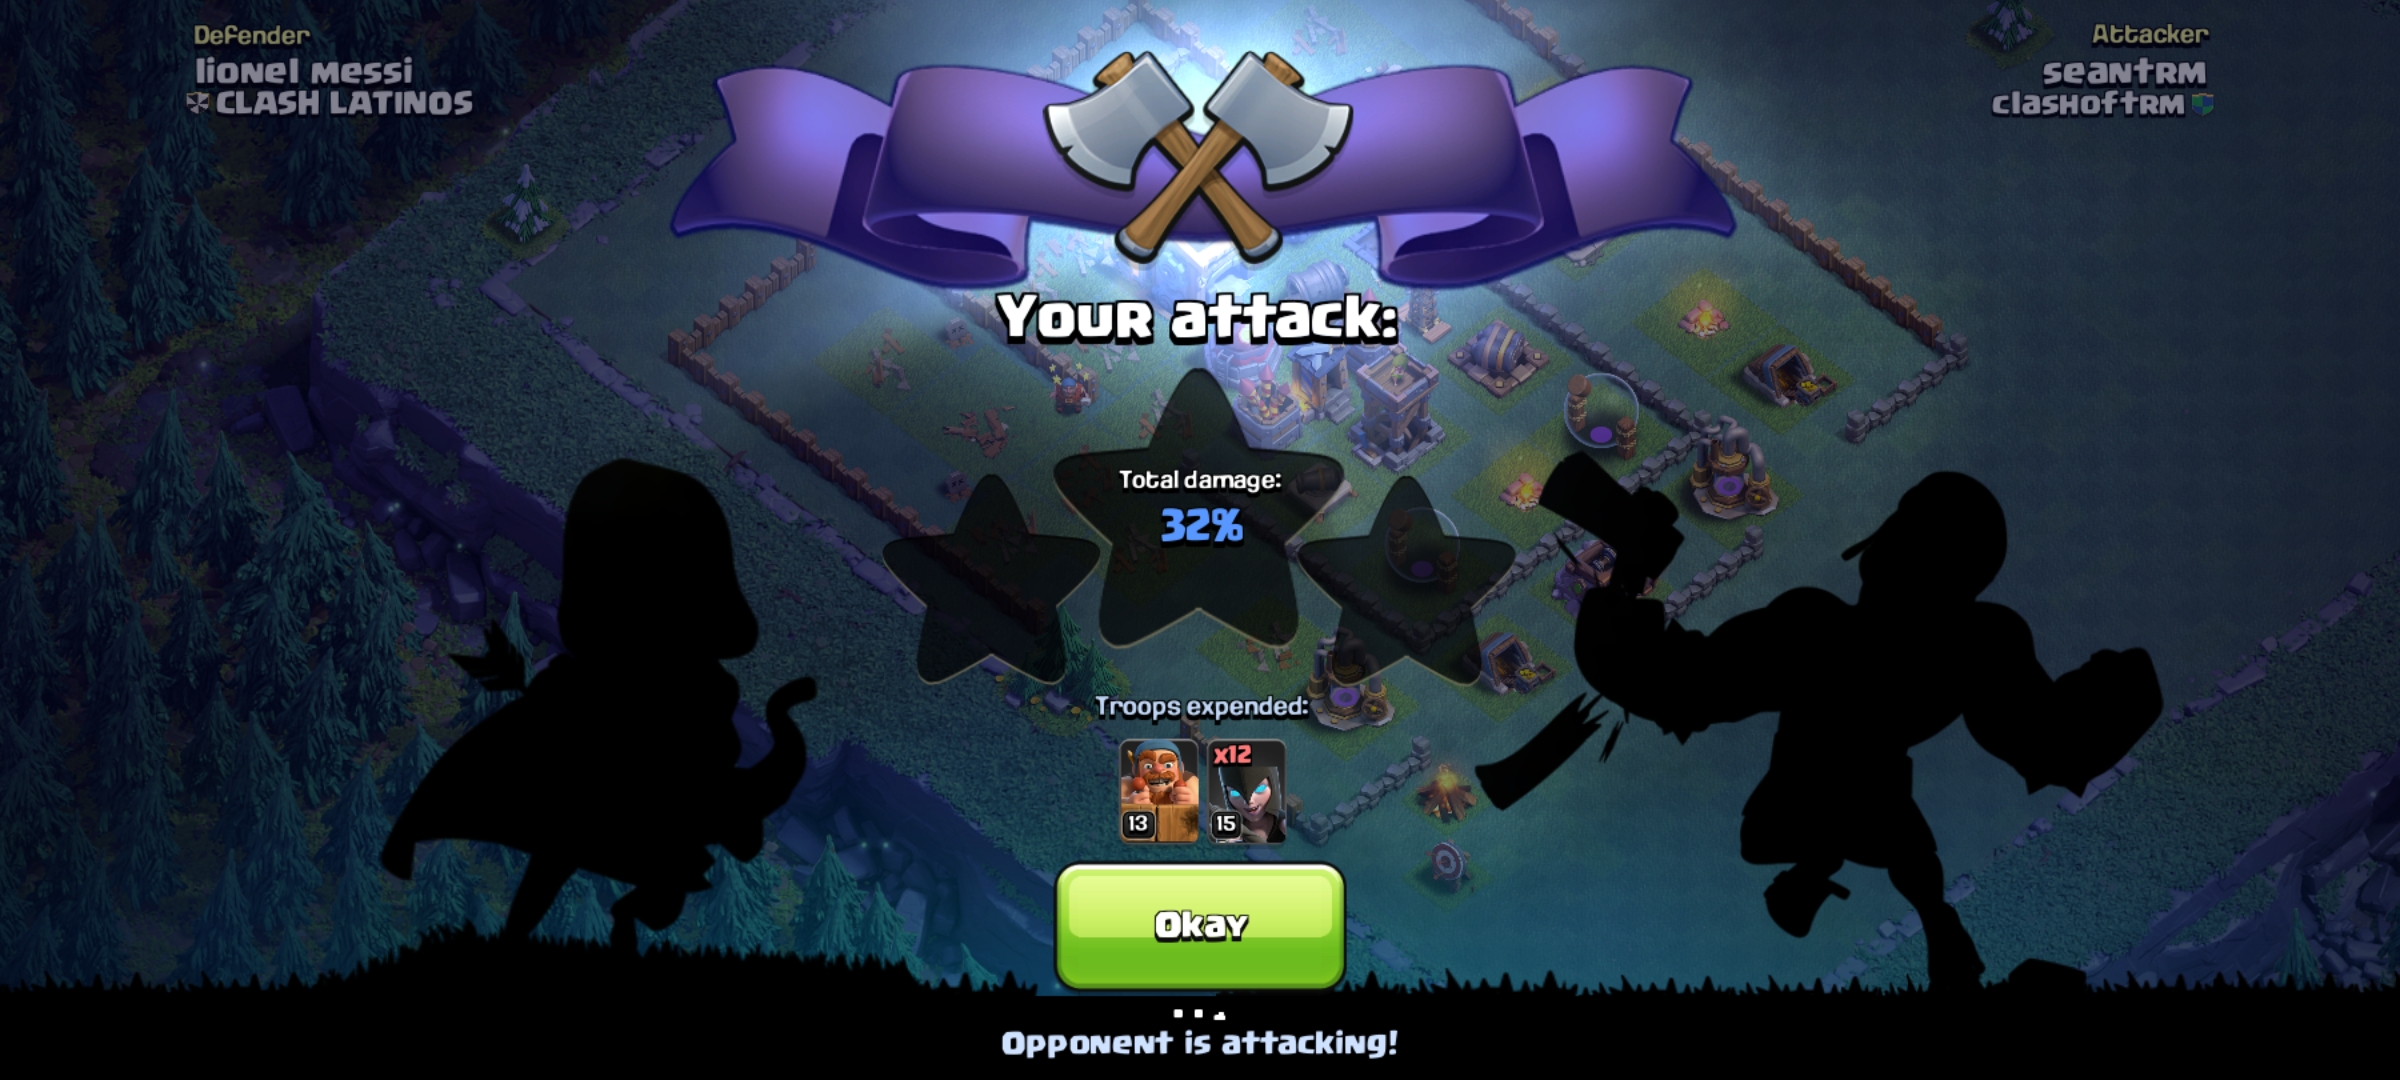 Defender
lionel messi
CLASH LATINOS
Attacker
seantRM
clashoftRM
Your attack:
Total damage:
32%
Troops expended:
x12
13
15
Okay
Opponent is attacking!